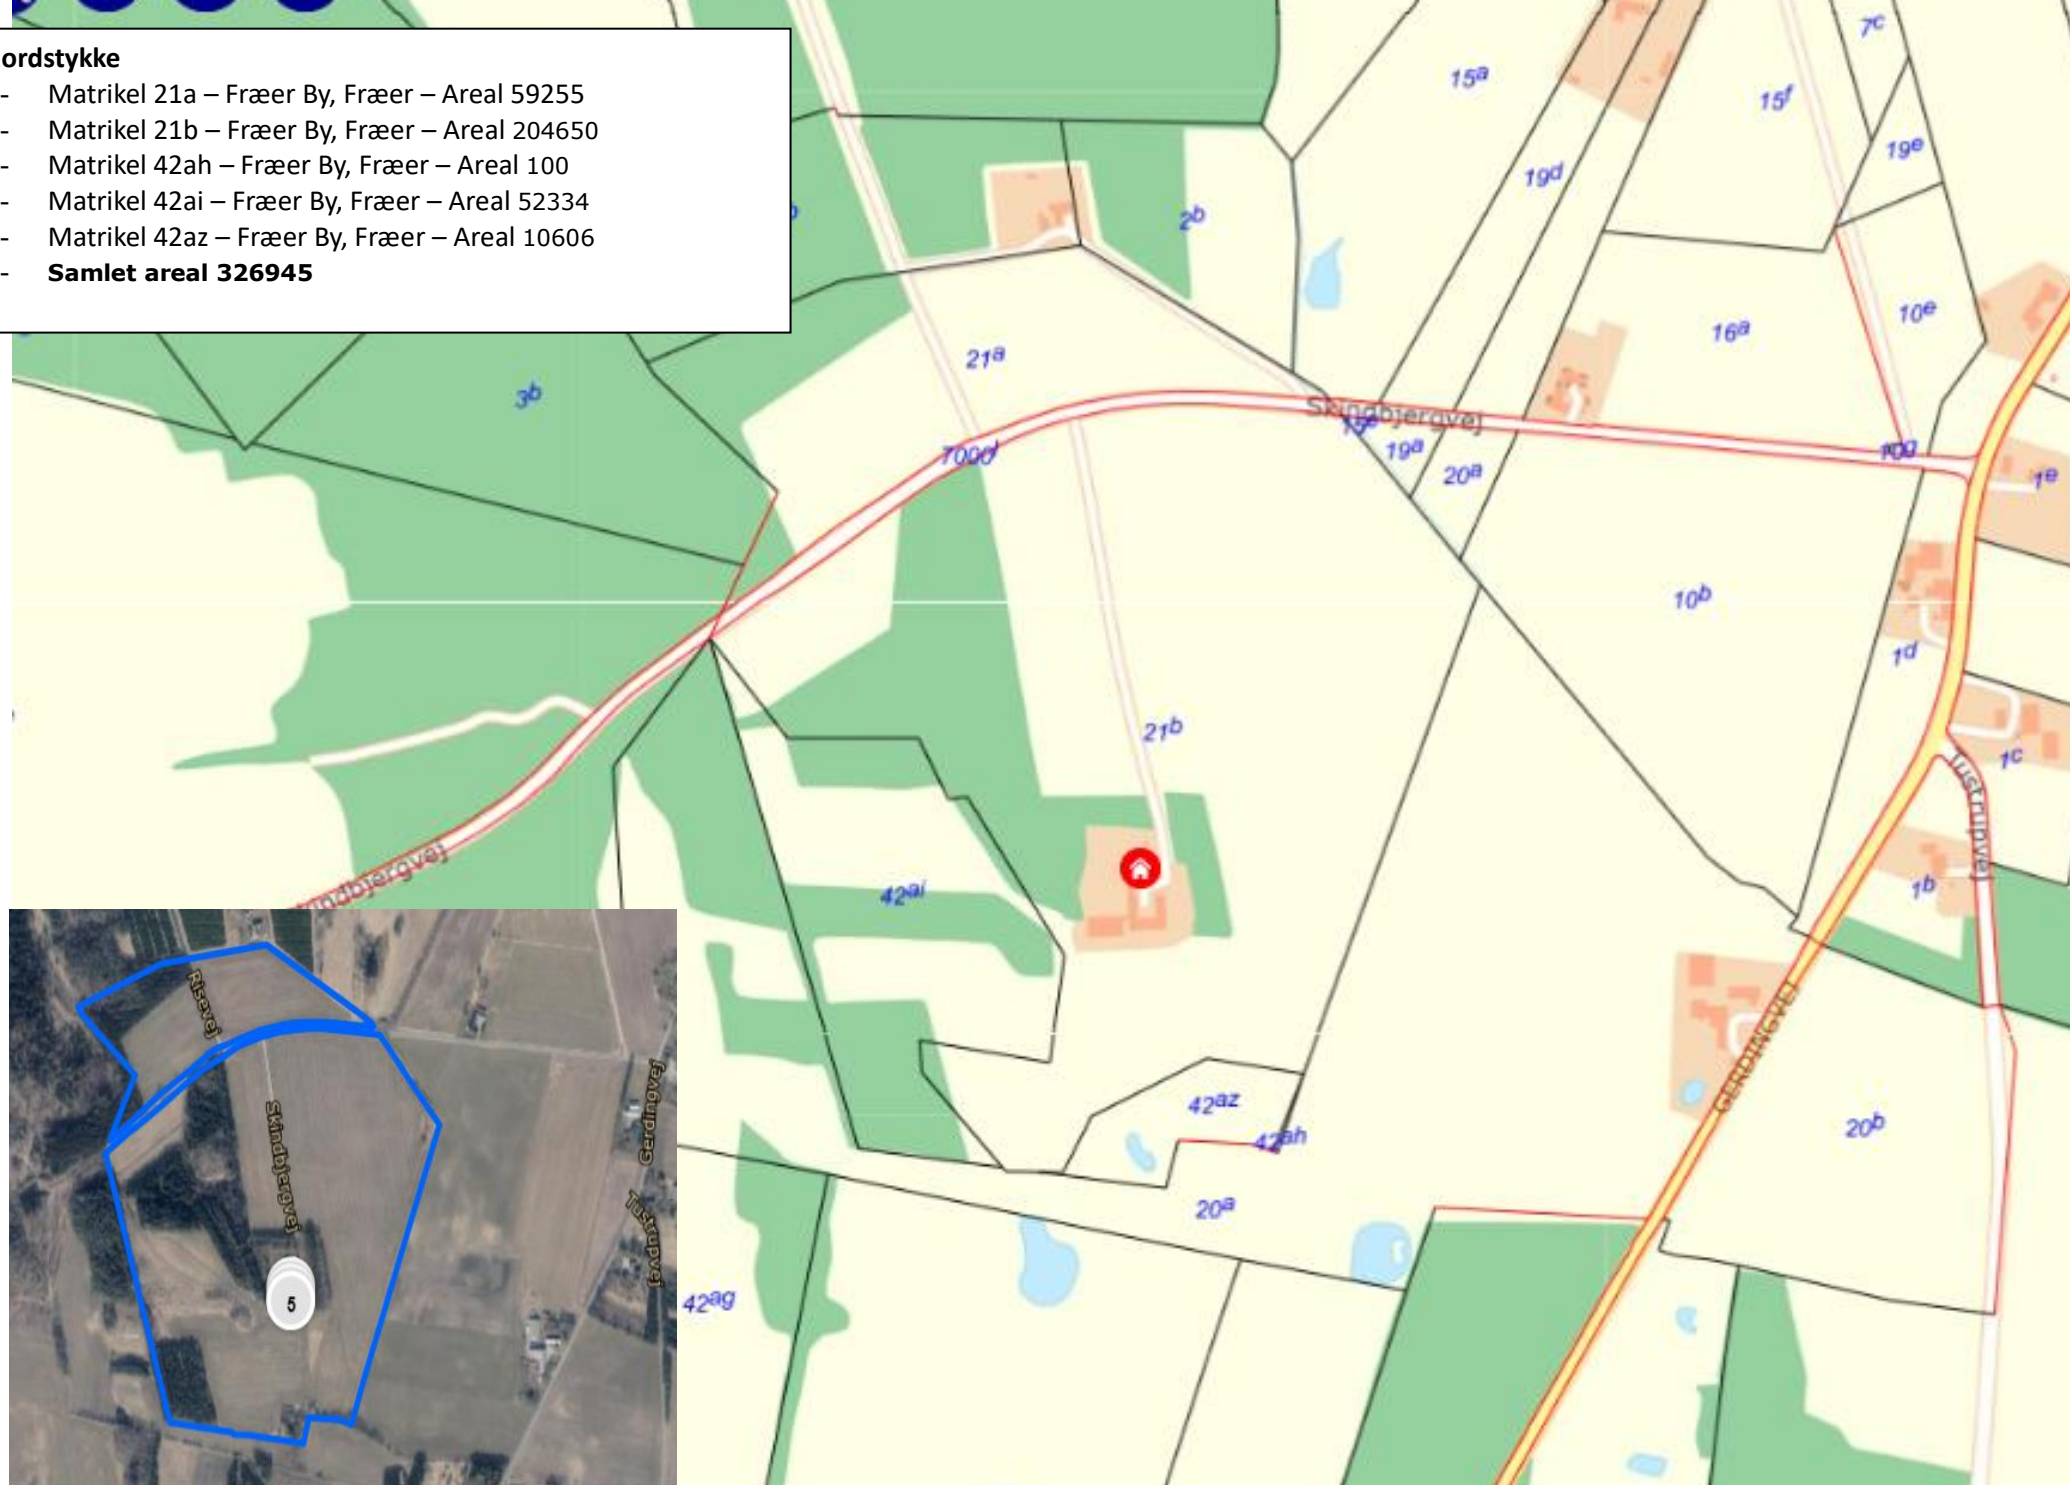 ordstykke
- Matrikel 21a – Fræer By, Fræer – Areal 59255
- Matrikel 21b – Fræer By, Fræer – Areal 204650
- Matrikel 42ah – Fræer By, Fræer – Areal 100
- Matrikel 42ai – Fræer By, Fræer – Areal 52334
- Matrikel 42az – Fræer By, Fræer – Areal 10606
- Samlet areal 326945
7c
15a
15f
19e
19d
2b
10e
16a
21a
3b
Skindbjergvej
7000f
19a
20a
1e
10b
1d
21b
1c
Tustrupvej
Skindbjergvej
42ai
1b
GERDINGVEJ
42az
42ah
20b
20a
42ag
Risevej
Skindbjergvej
Gerdingvej
Tustrupvej
5